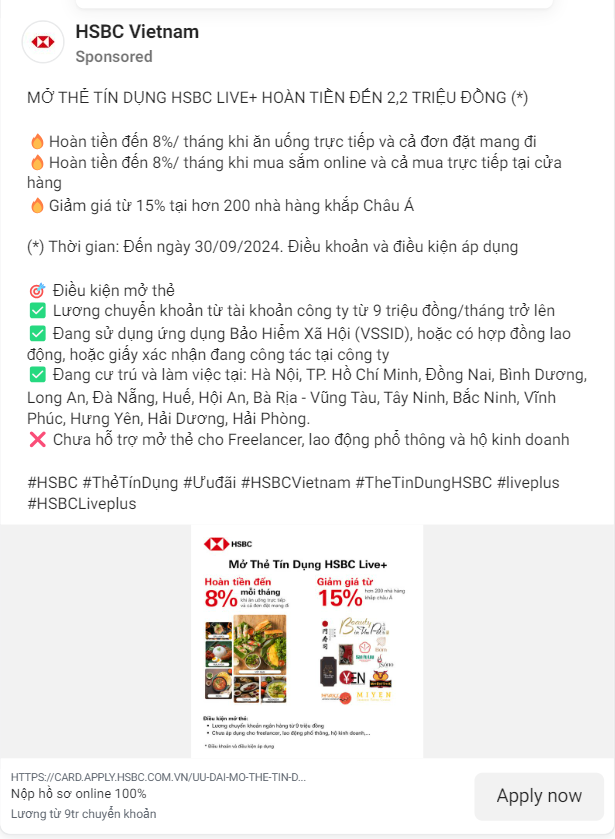 HSBC Vietnam
Sponsored
MỞ THẺ TÍN DỤNG HSBC LIVE+ HOÀN TIỀN ĐẾN 2,2 TRIỆU ĐỒNG (*)
🔥 Hoàn tiền đến 8%/ tháng khi ăn uống trực tiếp và cả đơn đặt mang đi
🔥 Hoàn tiền đến 8%/ tháng khi mua sắm online và cả mua trực tiếp tại cửa
hàng
🔥 Giảm giá từ 15% tại hơn 200 nhà hàng khắp Châu Á
(*) Thời gian: Đến ngày 30/09/2024. Điều khoản và điều kiện áp dụng
🎯 Điều kiện mở thẻ
✅ Lương chuyển khoản từ tài khoản công ty từ 9 triệu đồng/tháng trở lên
✅ Đang sử dụng ứng dụng Bảo Hiểm Xã Hội (VSSID), hoặc có hợp đồng lao
động, hoặc giấy xác nhận đang công tác tại công ty
✅ Đang cư trú và làm việc tại: Hà Nội, TP. Hồ Chí Minh, Đồng Nai, Bình Dương,
Long An, Đà Nẵng, Huế, Hội An, Bà Rịa - Vũng Tàu, Tây Ninh, Bắc Ninh, Vĩnh
Phúc, Hưng Yên, Hải Dương, Hải Phòng.
❌ Chưa hỗ trợ mở thẻ cho Freelancer, lao động phổ thông và hộ kinh doanh
#HSBC #ThẻTínDụng #Ưuđãi #HSBCVietnam #TheTinDungHSBC #liveplus
#HSBCLiveplus
HSBC
Mở Thẻ Tín Dụng HSBC Live+
Hoàn tiền đến
8% mỗi tháng
khi ăn uống trực tiếp
và cả đơn đặt mang đi
Giảm giá từ
15% hơn 200 nhà hàng
khắp châu Á
Beauty
in The Pot
SOHO
YEN
MIYEN
Điều kiện mở thẻ:
• Lương chuyển khoản ngân hàng từ 9 triệu đồng
• Chưa áp dụng cho freelancer, lao động phổ thông, hộ kinh doanh,...
* Điều khoản và điều kiện áp dụng
HTTPS://CARD.APPLY.HSBC.COM.VN/UU-DAI-MO-THE-TIN-D...
Nộp hồ sơ online 100%
Lương từ 9tr chuyển khoản
Apply now